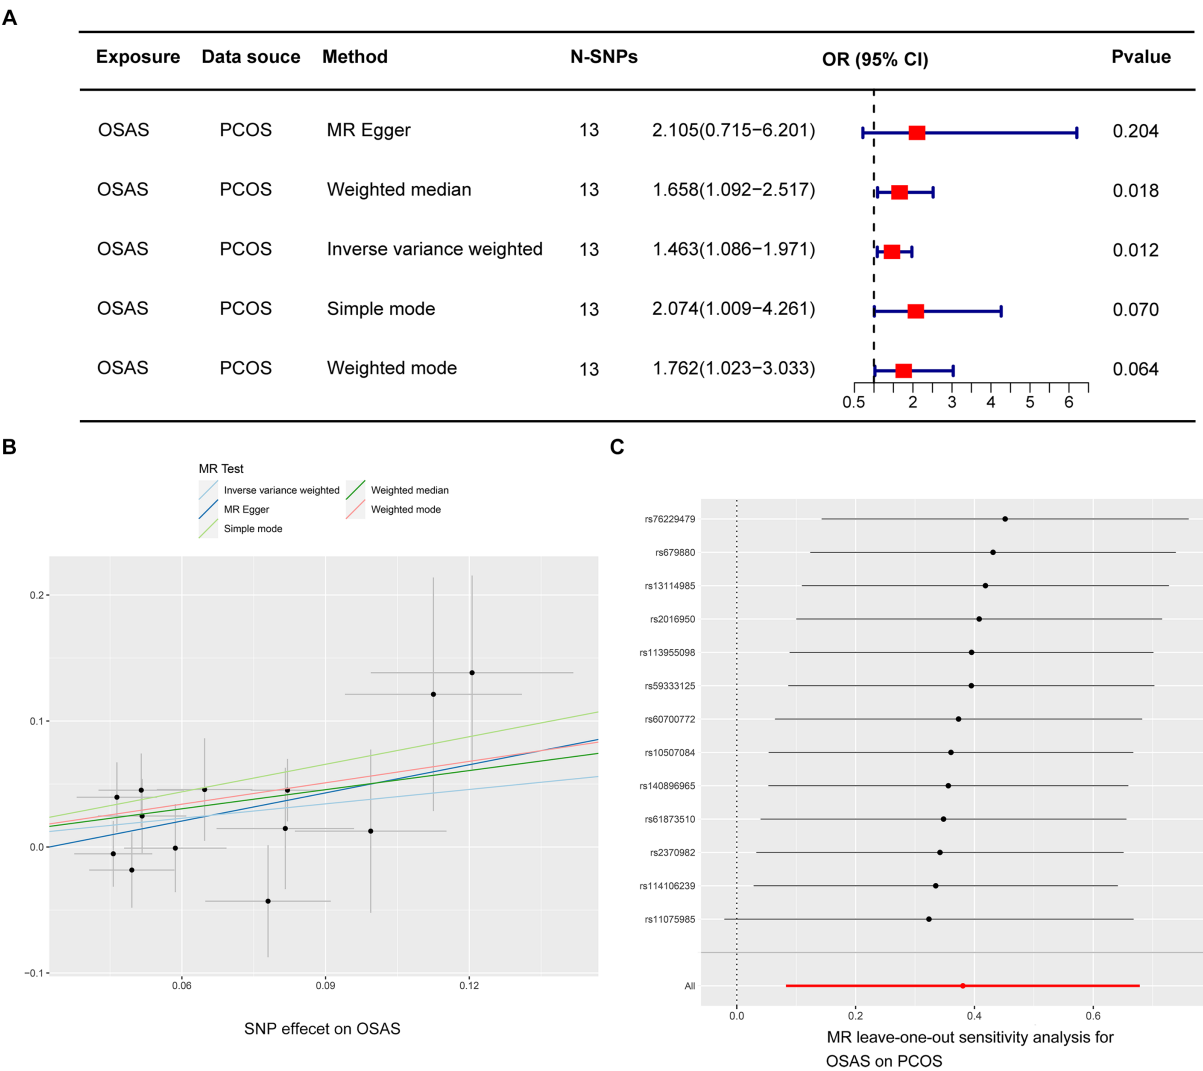 A
Exposure Data souce Method N-SNPs OR (95% CI) Pvalue
OSAS PCOS MR Egger 13 2.105(0.715−6.201) 0.204
OSAS PCOS Weighted median 13 1.658(1.092−2.517) 0.018
OSAS PCOS Inverse variance weighted 13 1.463(1.086−1.971) 0.012
OSAS PCOS Simple mode 13 2.074(1.009−4.261) 0.070
OSAS PCOS Weighted mode 13 1.762(1.023−3.033) 0.064
0.5 2 3 4 5 6
B
MR Test
Inverse variance weighted Weighted median
MR Egger Weighted mode
Simple mode
0.2
0.1
0.0
−0.1
0.06 0.09 0.12
SNP effecet on OSAS
C
rs76229479
rs679880
rs13114985
rs2016950
rs113955098
rs59333125
rs60700772
rs10507084
rs140896965
rs61873510
rs2370982
rs114106239
rs11075985
All
0.0 0.2 0.4 0.6
MR leave-one-out sensitivity analysis for
OSAS on PCOS